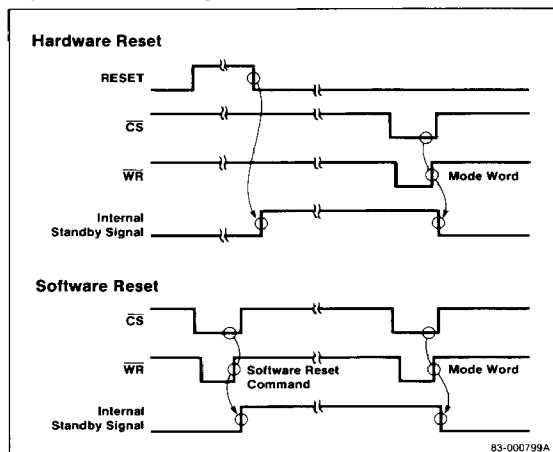 Hardware Reset
RESET
CS
WR
Mode Word
Internal
Standby Signal
Software Reset
CS
WR
Software Reset
Command
Mode Word
Internal
Standby Signal
83-000799A